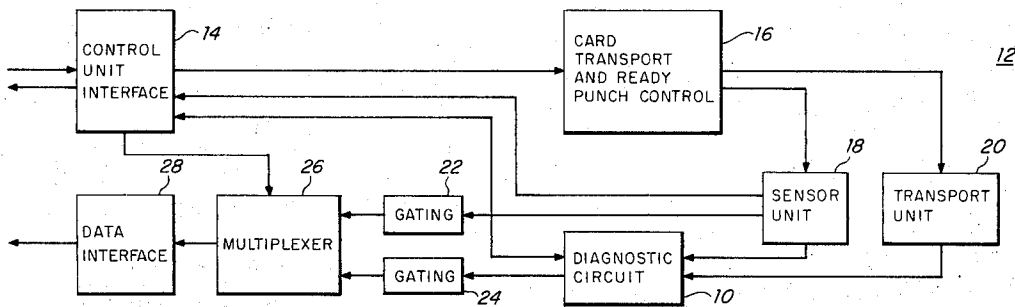 14
CONTROL
UNIT
INTERFACE
16
CARD
TRANSPORT
AND READY
PUNCH CONTROL
12
28
DATA
INTERFACE
26
MULTIPLEXER
22
GATING
24
GATING
18
SENSOR
UNIT
20
TRANSPORT
UNIT
DIAGNOSTIC
CIRCUIT
10